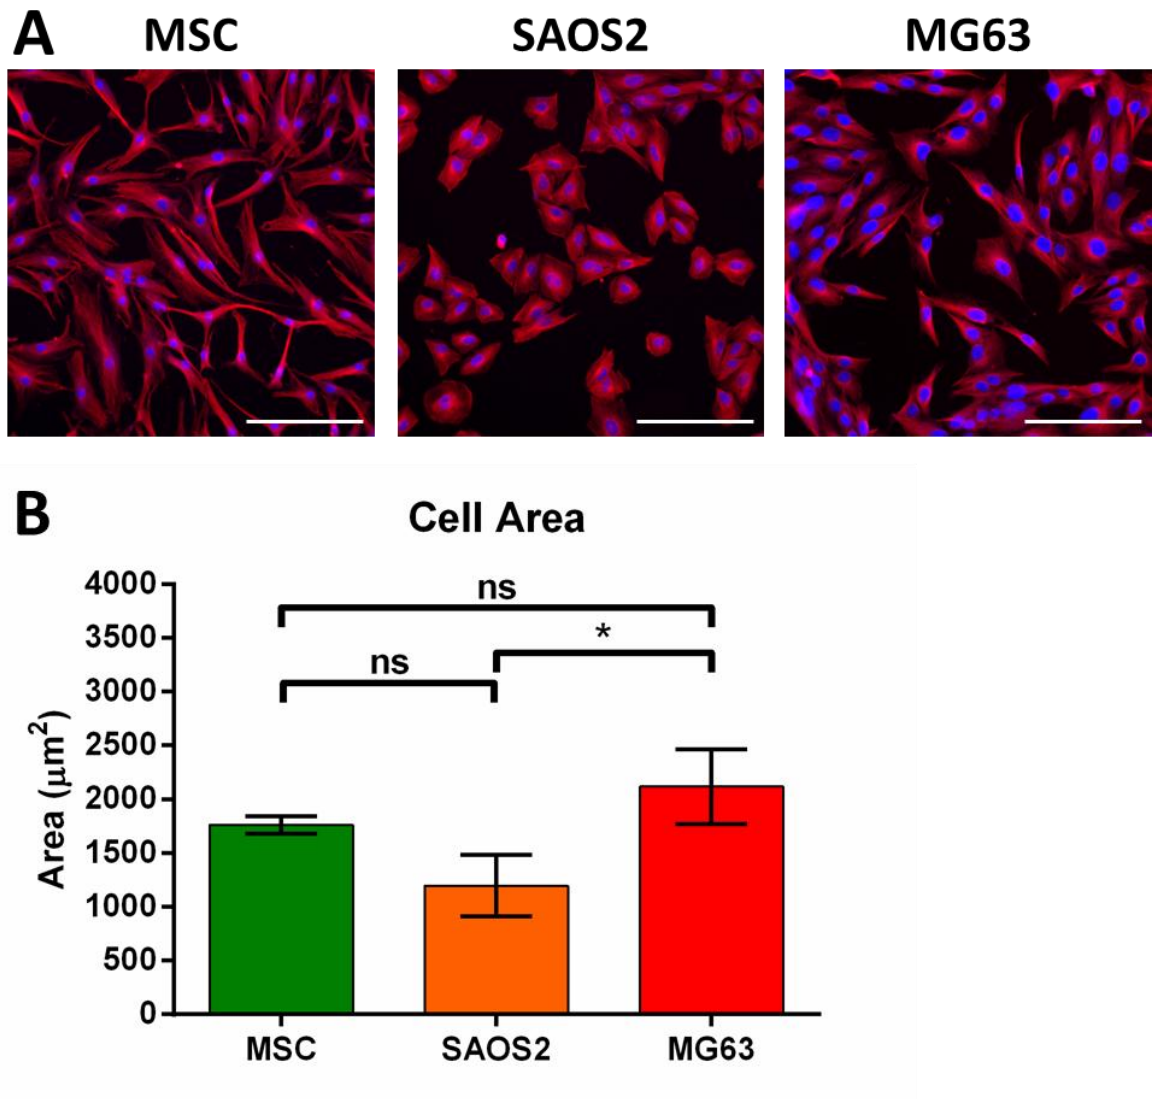 A
MSC SAOS2 MG63
B
Cell Area
4000
3500
3000
2500
2000
1500
1000
500
0
Area (μm²)
ns
*
ns
MSC SAOS2 MG63